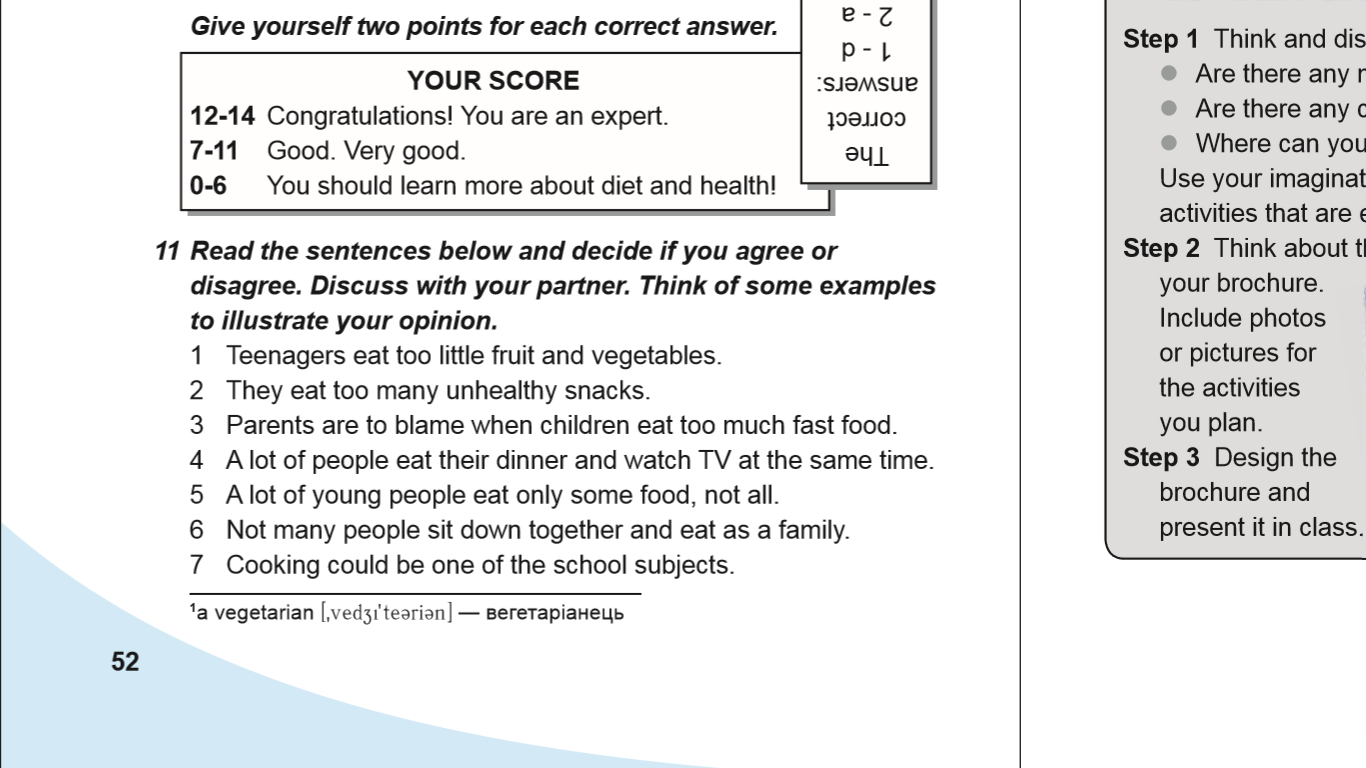 Give yourself two points for each correct answer.
YOUR SCORE
12-14 Congratulations! You are an expert.
7-11 Good. Very good.
0-6 You should learn more about diet and health!
The
correct
answers:
1 - d
2 - a
11 Read the sentences below and decide if you agree or
disagree. Discuss with your partner. Think of some examples
to illustrate your opinion.
1 Teenagers eat too little fruit and vegetables.
2 They eat too many unhealthy snacks.
3 Parents are to blame when children eat too much fast food.
4 A lot of people eat their dinner and watch TV at the same time.
5 A lot of young people eat only some food, not all.
6 Not many people sit down together and eat as a family.
7 Cooking could be one of the school subjects.
¹a vegetarian [ˌvedʒɪˈteəriən] — вегетаріанець
52
Step 1 Think and dis
● Are there any
● Are there any
● Where can you
Use your imaginat
activities that are
Step 2 Think about
your brochure.
Include photos
or pictures for
the activities
you plan.
Step 3 Design the
brochure and
present it in class.